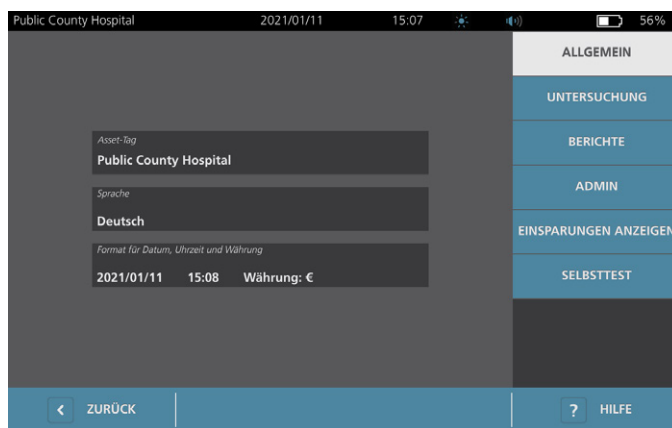 Public County Hospital 2021/01/11 15:07 56%
ALLGEMEIN
UNTERSUCHUNG
BERICHTE
ADMIN
EINSPARUNGEN ANZEIGEN
SELBSTTEST
Asset-Tag
Public County Hospital
Sprache
Deutsch
Format für Datum, Uhrzeit und Währung
2021/01/11 15:08 Währung: €
< ZURÜCK
? HILFE